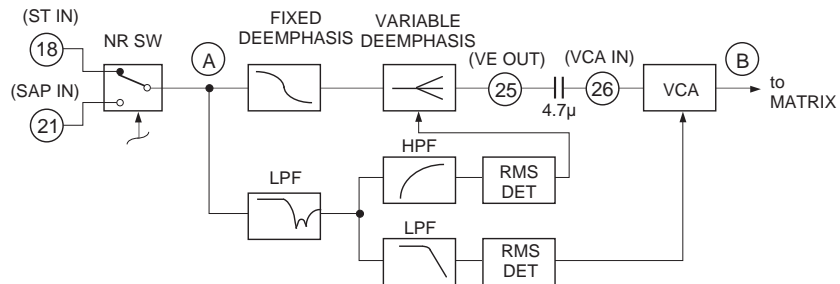 (ST IN)
18
NR SW
(SAP IN)
21
A
FIXED
DEEMPHASIS
VARIABLE
DEEMPHASIS
(VE OUT)
25
4.7μ
(VCA IN)
26
VCA
B
to
MATRIX
LPF
HPF
RMS
DET
LPF
RMS
DET